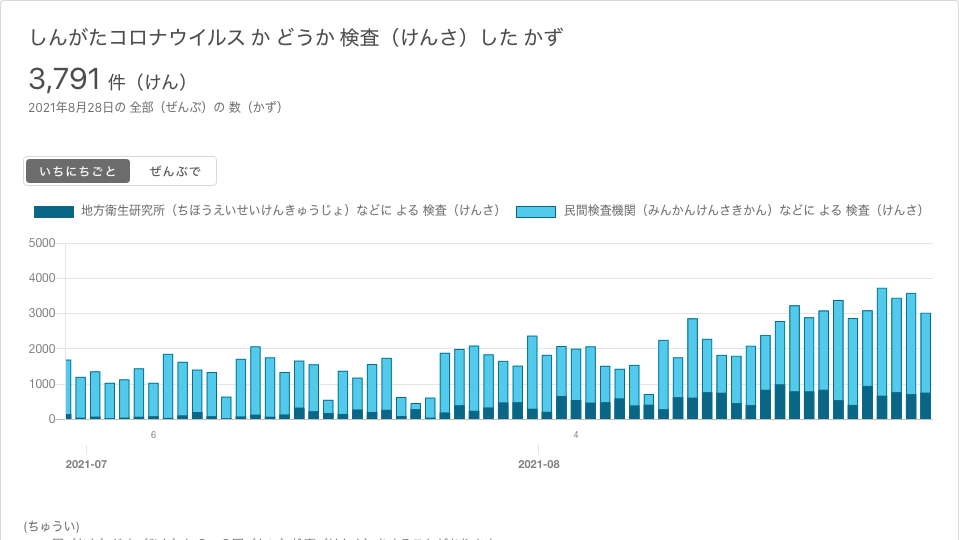 しんがたコロナウイルス か どうか 検査（けんさ）した かず
3,791 件（けん）
2021年8月28日の 全部（ぜんぶ）の 数（かず）
いちにちごと ぜんぶで
地方衛生研究所（ちほうえいせいけんきゅうじょ）などに よる 検査（けんさ） 民間検査機関（みんかんけんさきかん）などに よる 検査（けんさ）
5000
4000
3000
2000
1000
0
6 4
2021-07 2021-08
(ちゅうい)